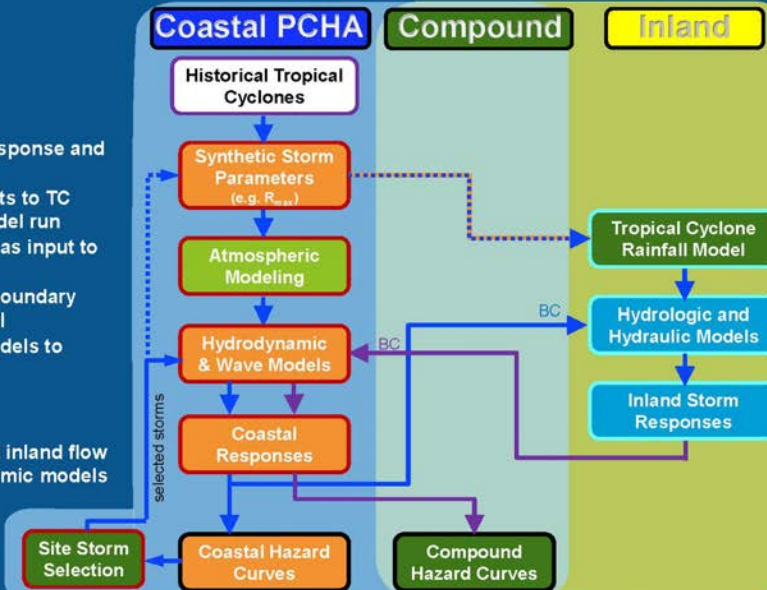 Coastal PCHA
Compound
Inland
sponse and
ts to TC
del run
as input to
oundary
l
dels to
inland flow
mic models
Historical Tropical
Cyclones
Synthetic Storm
Parameters
(e.g. Rmax)
Atmospheric
Modeling
Hydrodynamic
& Wave Models
Coastal
Responses
Coastal Hazard
Curves
Site Storm
Selection
selected storms
BC
BC
Compound
Hazard Curves
Tropical Cyclone
Rainfall Model
Hydrologic and
Hydraulic Models
Inland Storm
Responses